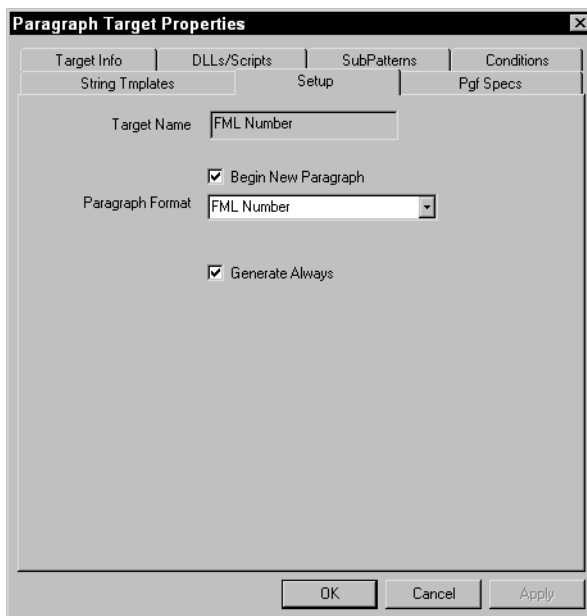 Paragraph Target Properties
Target Info DLLs/Scripts SubPatterns Conditions
String Tmplates Setup Pgf Specs
Target Name FML Number
Begin New Paragraph
Paragraph Format FML Number
Generate Always
OK Cancel Apply